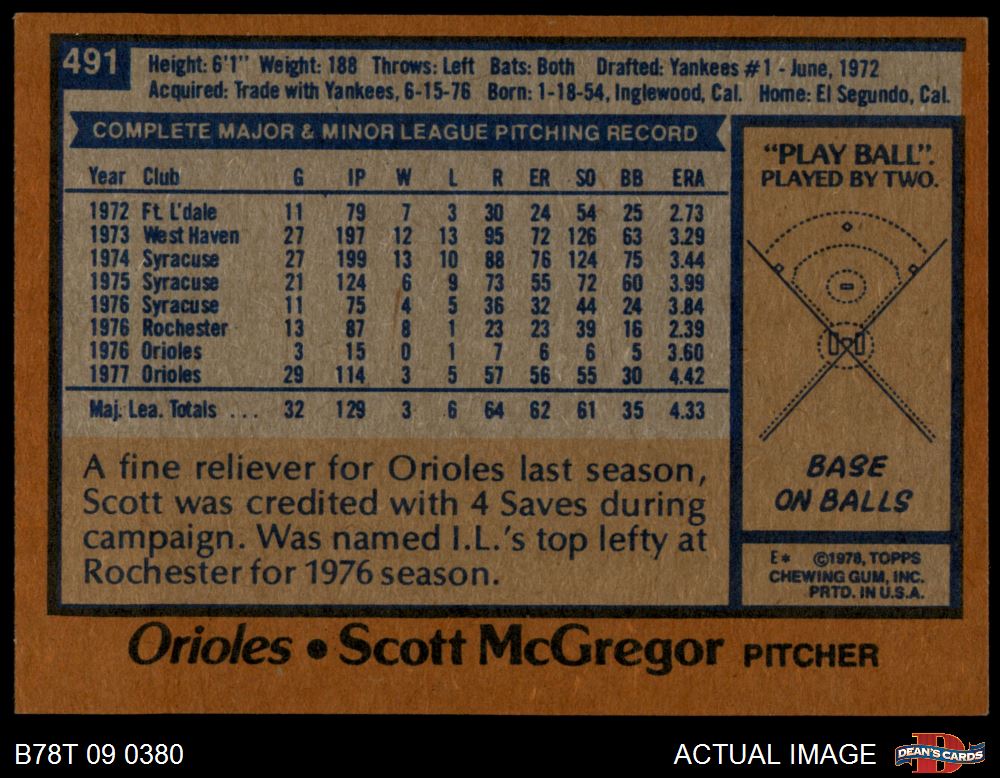 491
Height: 6'1" Weight: 188 Throws: Left Bats: Both Drafted: Yankees #1 - June, 1972
Acquired: Trade with Yankees, 6-15-76 Born: 1-18-54, Inglewood, Cal. Home: El Segundo, Cal.
COMPLETE MAJOR & MINOR LEAGUE PITCHING RECORD
Year Club G IP W L R ER SO BB ERA
1972 Ft. L'dale 11 79 7 3 30 24 54 25 2.73
1973 West Haven 27 197 12 13 95 72 126 63 3.29
1974 Syracuse 27 199 13 10 88 76 124 75 3.44
1975 Syracuse 21 124 6 9 73 55 72 60 3.99
1976 Syracuse 11 75 4 5 36 32 44 24 3.84
1976 Rochester 13 87 8 1 23 23 39 16 2.39
1976 Orioles 3 15 0 1 7 6 6 5 3.60
1977 Orioles 29 114 3 5 57 56 55 30 4.42
Maj. Lea. Totals ... 32 129 3 6 64 62 61 35 4.33
A fine reliever for Orioles last season,
Scott was credited with 4 Saves during
campaign. Was named I.L.'s top lefty at
Rochester for 1976 season.
"PLAY BALL".
PLAYED BY TWO.
BASE
ON BALLS
E* ©1978, TOPPS
CHEWING GUM, INC.
PRTD. IN U.S.A.
Orioles • Scott McGregor PITCHER
B78T 09 0380
ACTUAL IMAGE
DEAN'S CARDS